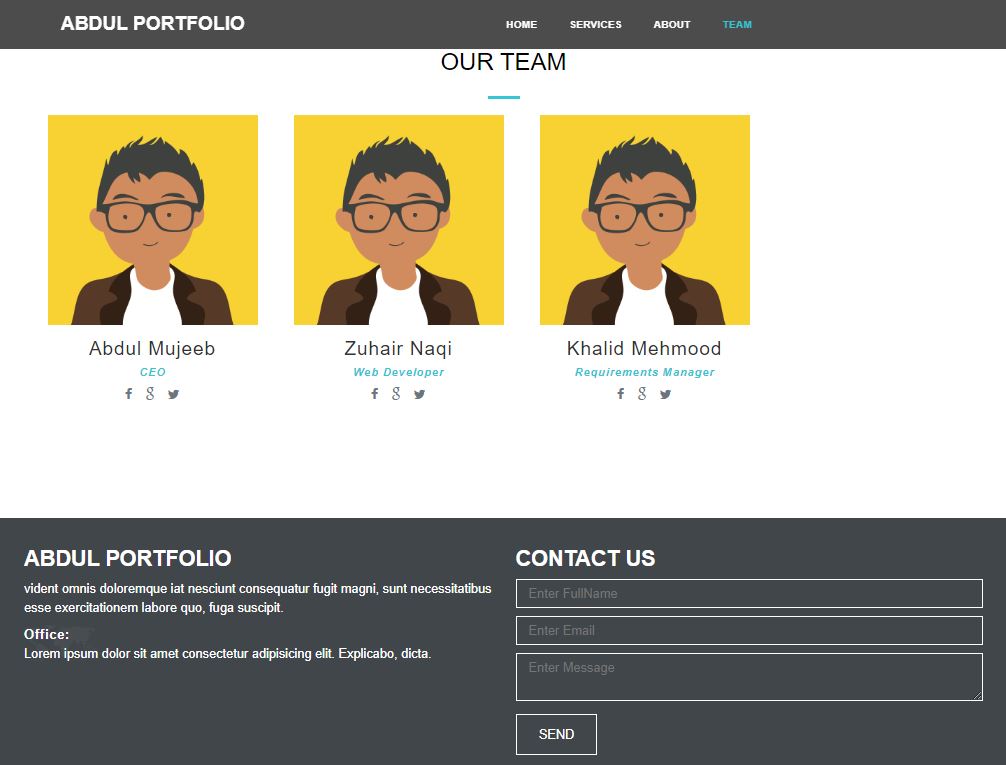 ABDUL PORTFOLIO
HOME SERVICES ABOUT TEAM
OUR TEAM
Abdul Mujeeb
CEO
Zuhair Naqi
Web Developer
Khalid Mehmood
Requirements Manager
ABDUL PORTFOLIO
vident omnis doloremque iat nesciunt consequatur fugit magni, sunt necessitatibus
esse exercitationem labore quo, fuga suscipit.
Office:
Lorem ipsum dolor sit amet consectetur adipisicing elit. Explicabo, dicta.
CONTACT US
Enter FullName
Enter Email
Enter Message
SEND